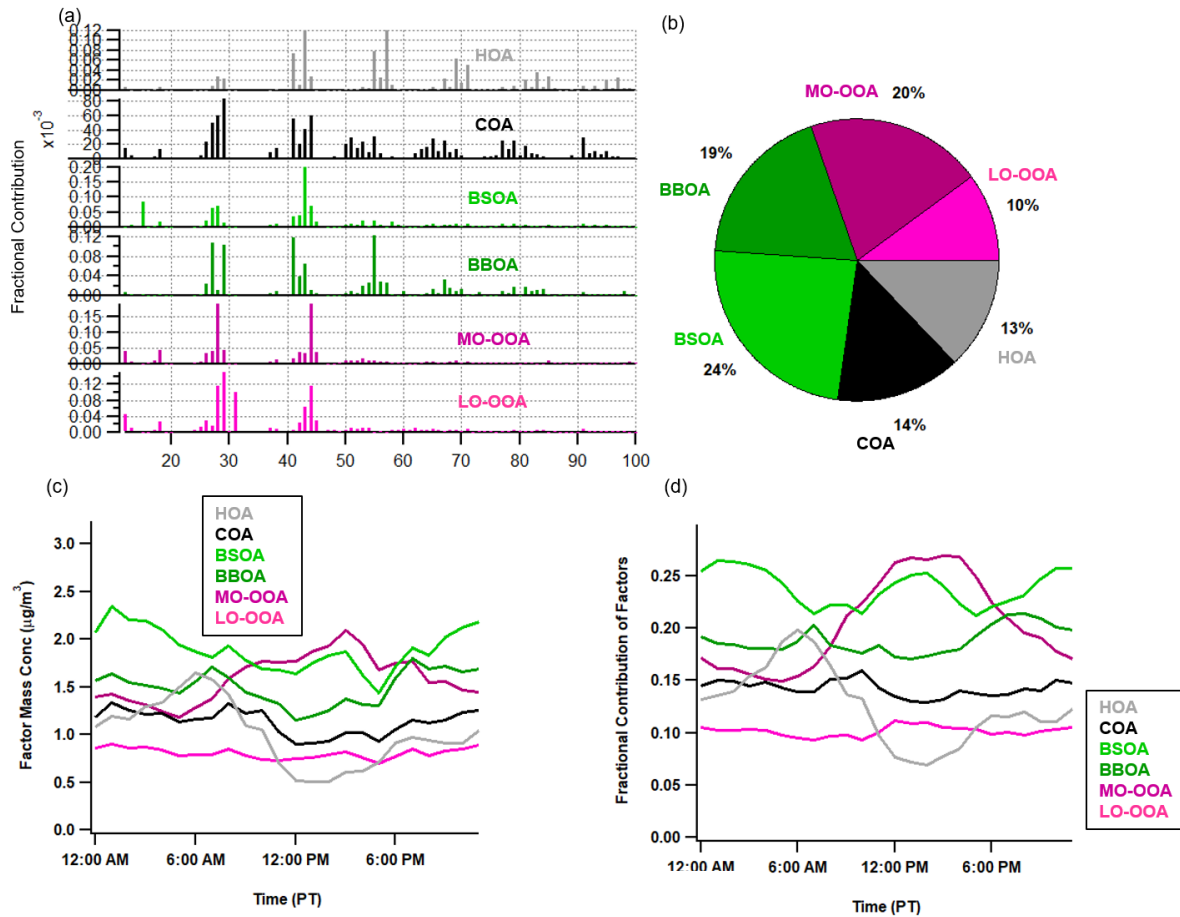 (a)
Fractional Contribution
x10⁻³
0.12
0.10
0.08
0.06
0.04
0.02
0.00
HOA
80
60
40
20
0
COA
0.20
0.15
0.10
0.05
0.00
BSOA
0.12
0.08
0.04
0.00
BBOA
0.15
0.10
0.05
0.00
MO-OOA
0.12
0.08
0.04
0.00
LO-OOA
20 30 40 50 60 70 80 90 100
(b)
MO-OOA 20%
19%
BBOA
LO-OOA
10%
BSOA
24%
13%
HOA
14%
COA
(c)
HOA
COA
BSOA
BBOA
MO-OOA
LO-OOA
Factor Mass Conc (µg/m³)
3.0
2.5
2.0
1.5
1.0
0.5
0.0
12:00 AM 6:00 AM 12:00 PM 6:00 PM
Time (PT)
(d)
Fractional Contribution of Factors
0.25
0.20
0.15
0.10
0.05
0.00
12:00 AM 6:00 AM 12:00 PM 6:00 PM
Time (PT)
HOA
COA
BSOA
BBOA
MO-OOA
LO-OOA